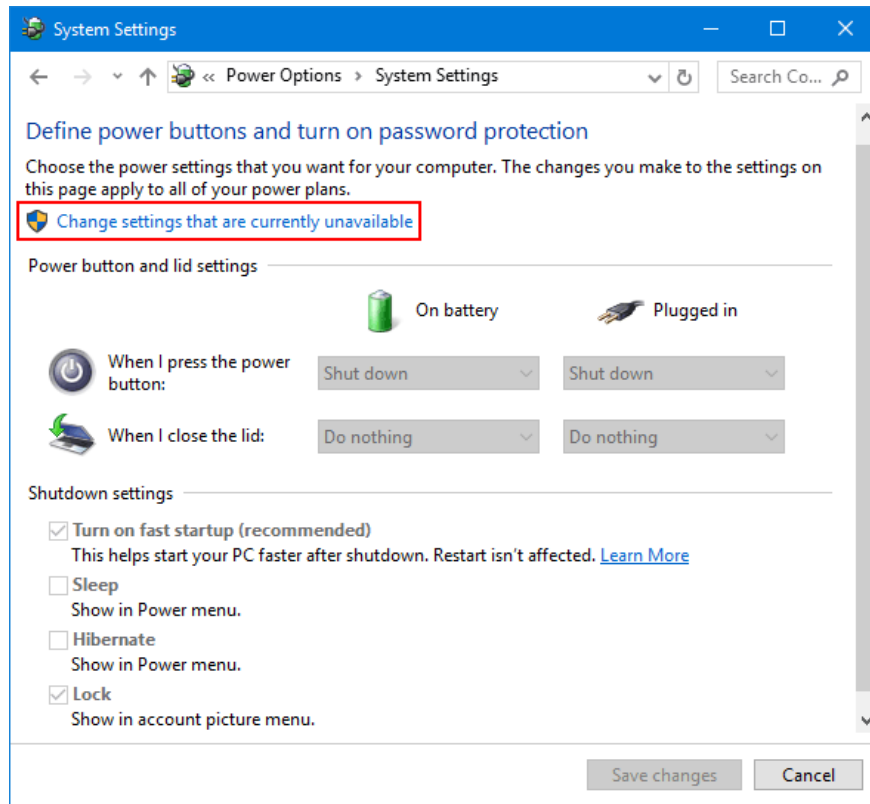 System Settings
« Power Options > System Settings
Search Co...
Define power buttons and turn on password protection
Choose the power settings that you want for your computer. The changes you make to the settings on
this page apply to all of your power plans.
Change settings that are currently unavailable
Power button and lid settings
On battery
Plugged in
When I press the power
button:
Shut down
Shut down
When I close the lid:
Do nothing
Do nothing
Shutdown settings
Turn on fast startup (recommended)
This helps start your PC faster after shutdown. Restart isn't affected. Learn More
Sleep
Show in Power menu.
Hibernate
Show in Power menu.
Lock
Show in account picture menu.
Save changes
Cancel